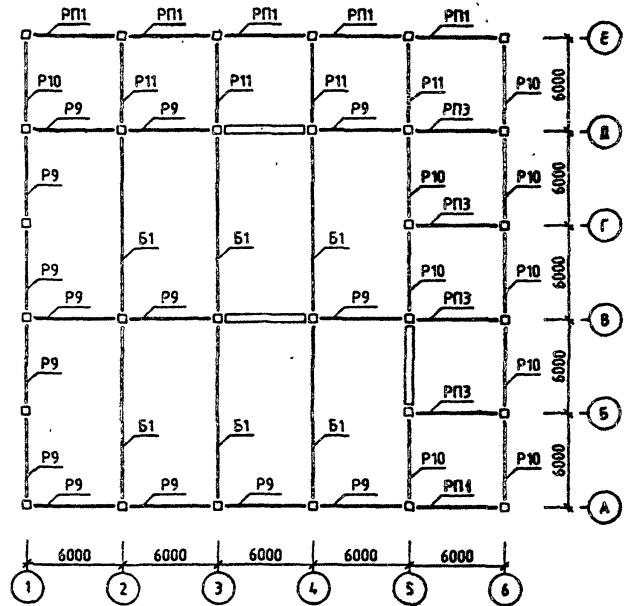 РП1 РП1 РП1 РП1 РП1 Е
Р10 Р11 Р11 Р11 Р11 Р10 6000
Р9 Р9 Р9 РП3 Д
Р9 Р10 Р10 6000
РП3 Г
Р9 Б1 Б1 Б1 Р10 Р10 6000
Р9 Р9 Р9 РП3 В
Р9 Р10 6000
РП3 Б
Р9 Б1 Б1 Б1 Р10 Р10 6000
Р9 Р9 Р9 Р9 РП1 А
6000 6000 6000 6000 6000
1 2 3 4 5 6